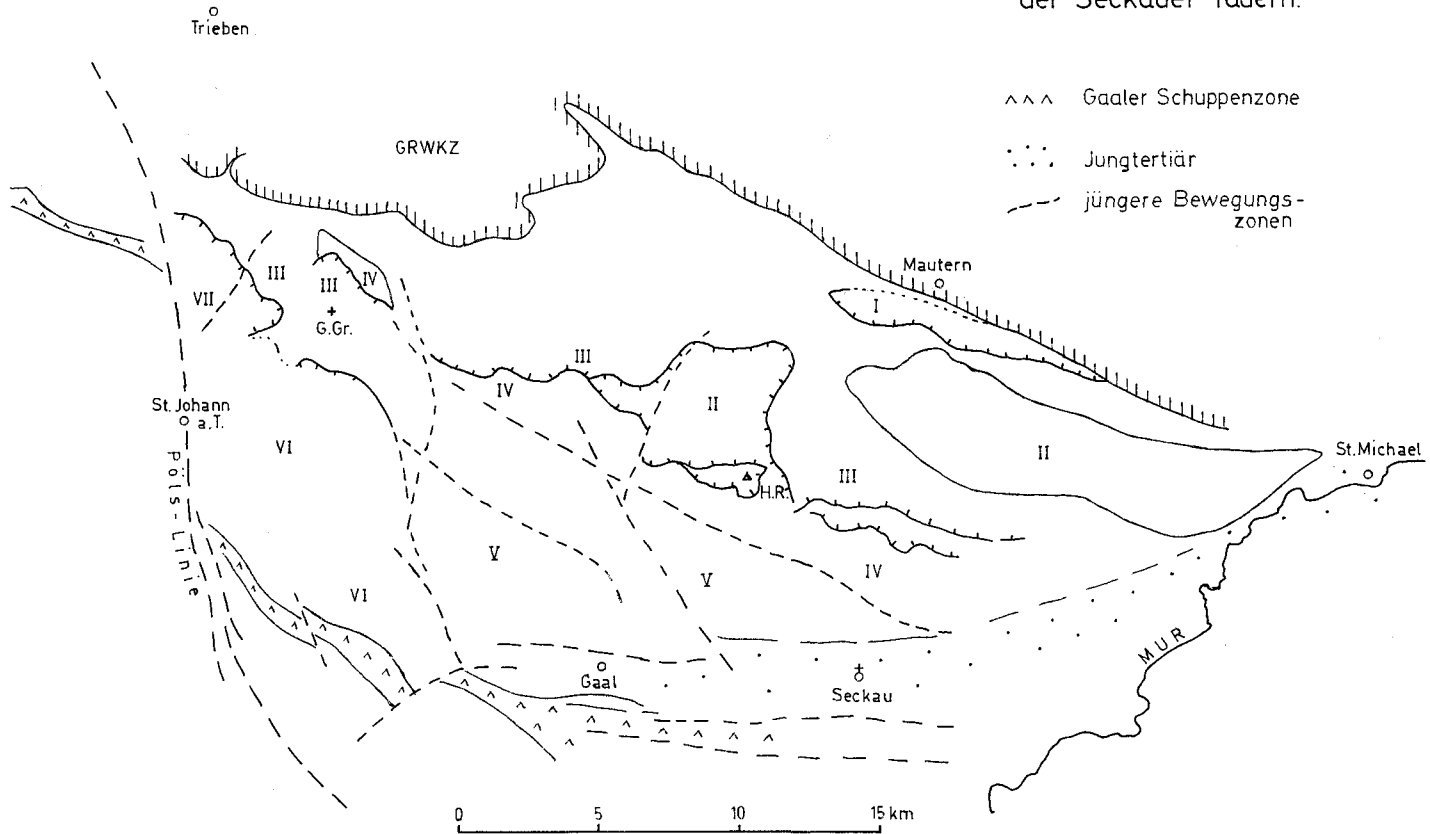 der Seckauer Tauern.
Trieben
Gaaler Schuppenzone
GRWKZ
Jungtertiär
jüngere Bewegungs-
zonen
Mautern
III
III
IV
VII
I
G.Gr.
III
IV
St. Johann
a.T.
II
VI
II
St.Michael
Pöls-Linie
H.R.
III
V
IV
V
VI
MUR
Gaal
Seckau
0 5 10 15 km